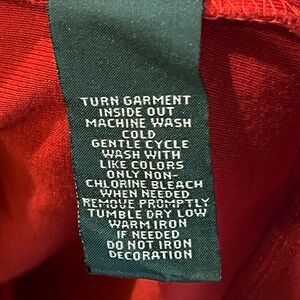 TURN GARMENT
INSIDE OUT
MACHINE WASH
COLD
GENTLE CYCLE
WASH WITH
LIKE COLORS
ONLY NON-
CHLORINE BLEACH
WHEN NEEDED
REMOVE PROMPTLY
TUMBLE DRY LOW
WARM IRON
IF NEEDED
DO NOT IRON
DECORATION